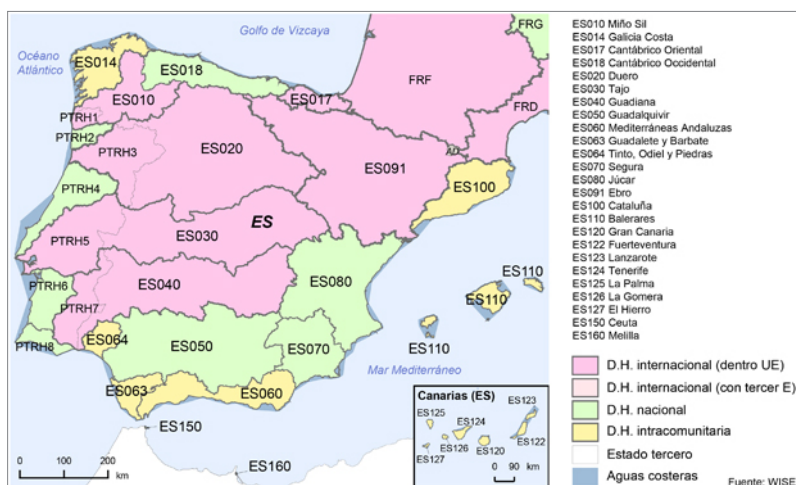 Golfo de Vizcaya
Océano
Atlántico
FRG
ES014
ES018
FRF
ES010
ES017
FRD
PTRH1
PTRH2
PTRH3
ES020
AD
ES091
ES100
PTRH4
ES
PTRH5
ES030
ES110
ES040
ES080
ES110
PTRH6
PTRH7
ES110
PTRH8
ES064
ES050
ES070
Mar Mediterráneo
ES063
ES060
ES150
ES160
0 100 200
km
Canarias (ES)
ES123
ES125
ES124
ES126
ES127
ES120
ES122
0 90
km
ES010 Miño Sil
ES014 Galicia Costa
ES017 Cantábrico Oriental
ES018 Cantábrico Occidental
ES020 Duero
ES030 Tajo
ES040 Guadiana
ES050 Guadalquivir
ES060 Mediterráneas Andaluzas
ES063 Guadalete y Barbate
ES064 Tinto, Odiel y Piedras
ES070 Segura
ES080 Júcar
ES091 Ebro
ES100 Cataluña
ES110 Balerares
ES120 Gran Canaria
ES122 Fuerteventura
ES123 Lanzarote
ES124 Tenerife
ES125 La Palma
ES126 La Gomera
ES127 El Hierro
ES150 Ceuta
ES160 Melilla
D.H. internacional (dentro UE)
D.H. internacional (con tercer E)
D.H. nacional
D.H. intracomunitaria
Estado tercero
Aguas costeras
Fuente: WISE